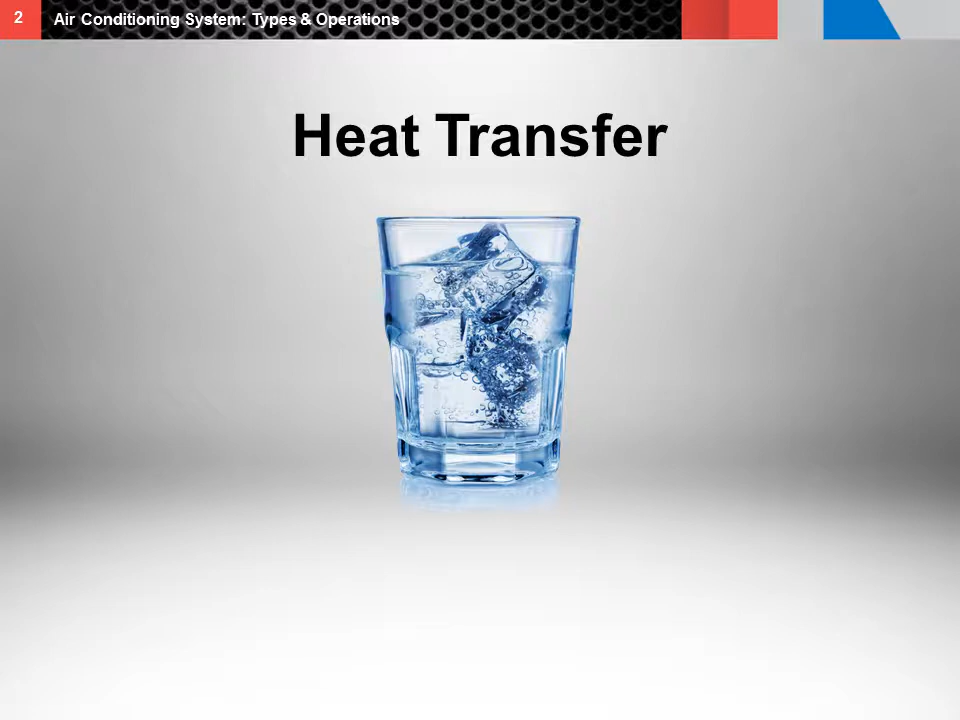 2
Air Conditioning System: Types & Operations
Heat Transfer